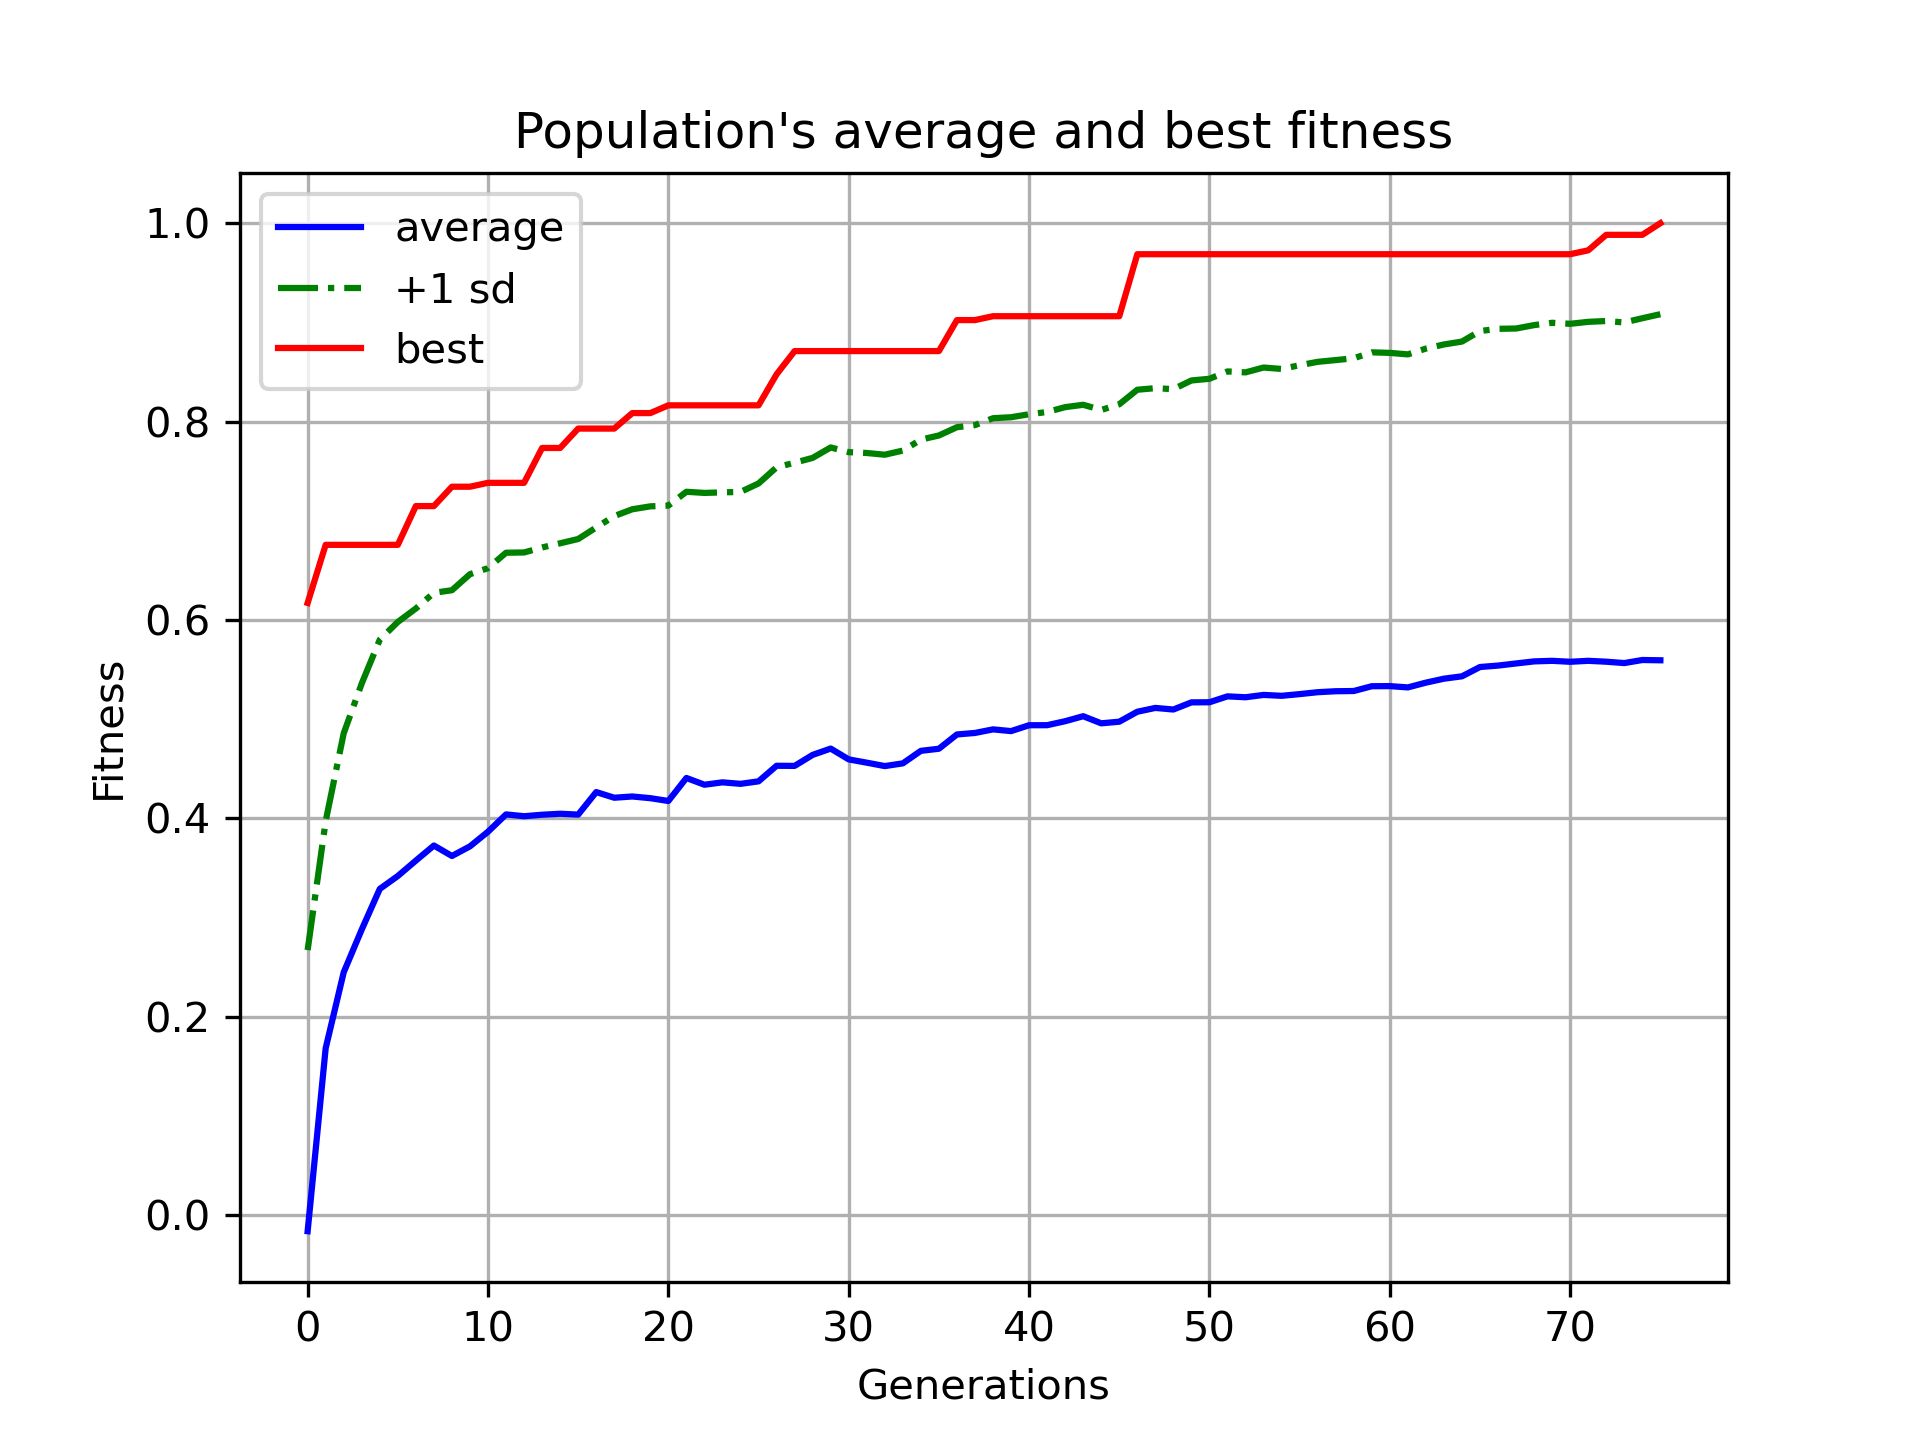 Population's average and best fitness
average
+1 sd
best
1.0
0.8
0.6
0.4
0.2
0.0
Fitness
0 10 20 30 40 50 60 70
Generations